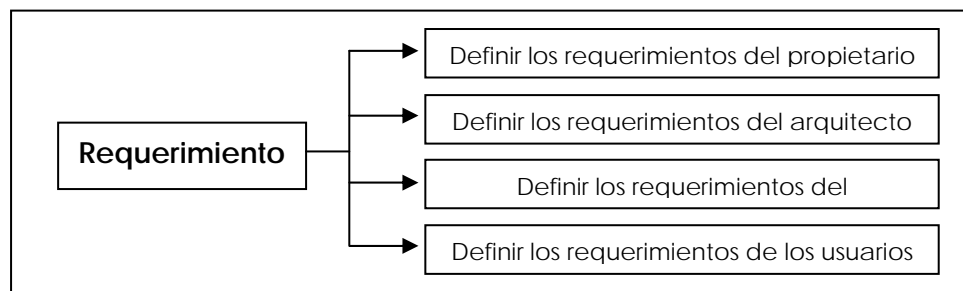 Requerimiento
Definir los requerimientos del propietario
Definir los requerimientos del arquitecto
Definir los requerimientos del
Definir los requerimientos de los usuarios